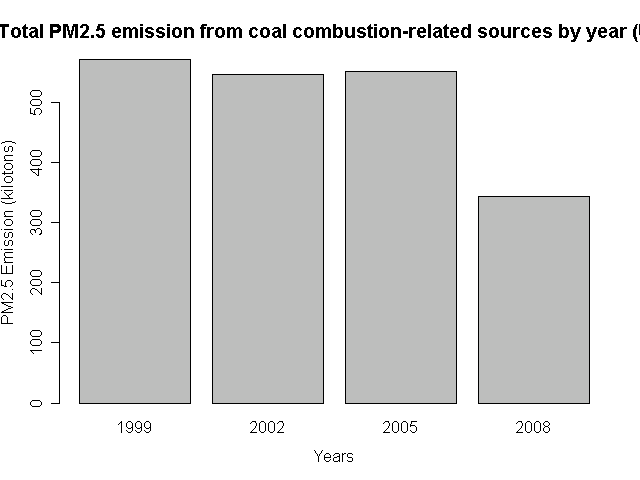 Total PM2.5 emission from coal combustion-related sources by year (
PM2.5 Emission (kilotons)
500
400
300
200
100
0
1999 2002 2005 2008
Years